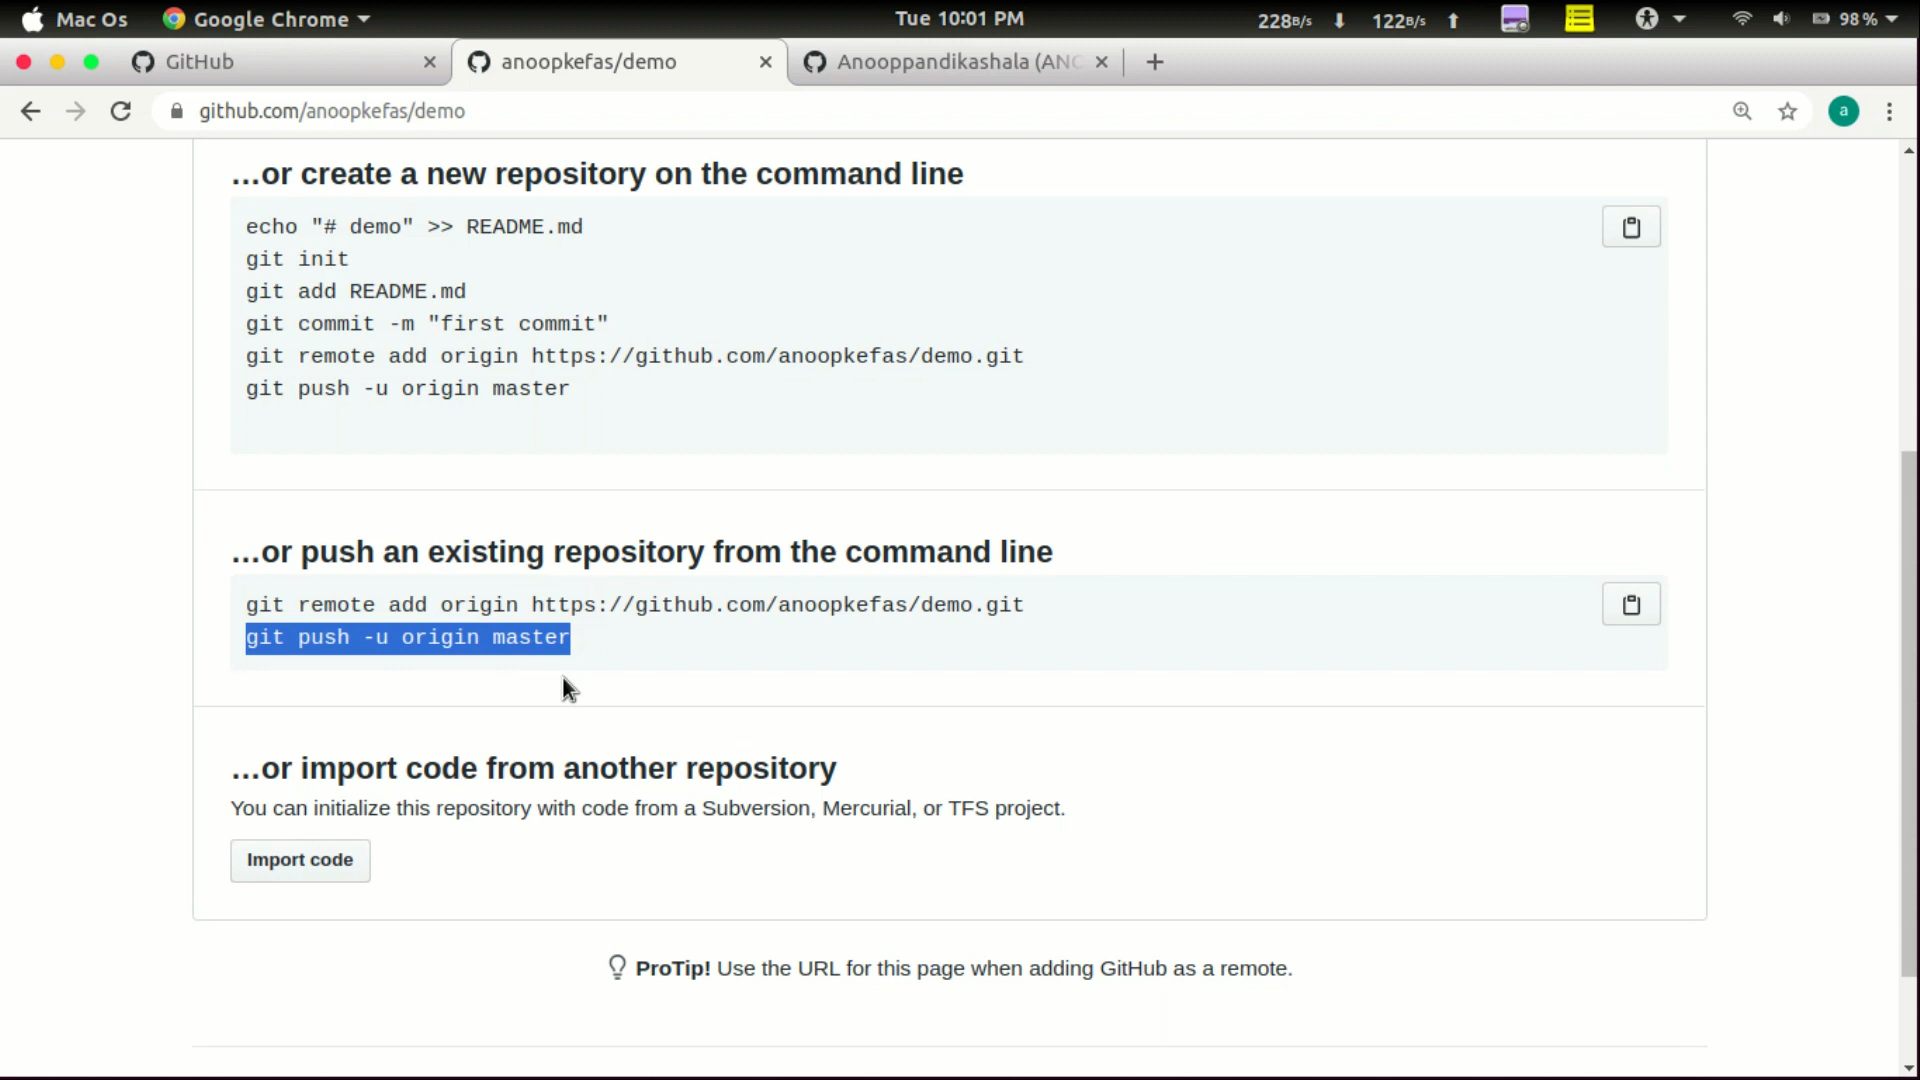 Mac Os Google Chrome Tue 10:01 PM 228B/s 122B/s 98%
GitHub anoopkefas/demo Anooppandikashala (ANO
github.com/anoopkefas/demo a
…or create a new repository on the command line
echo "# demo" >> README.md
git init
git add README.md
git commit -m "first commit"
git remote add origin https://github.com/anoopkefas/demo.git
git push -u origin master
…or push an existing repository from the command line
git remote add origin https://github.com/anoopkefas/demo.git
git push -u origin master
…or import code from another repository
You can initialize this repository with code from a Subversion, Mercurial, or TFS project.
Import code
ProTip! Use the URL for this page when adding GitHub as a remote.